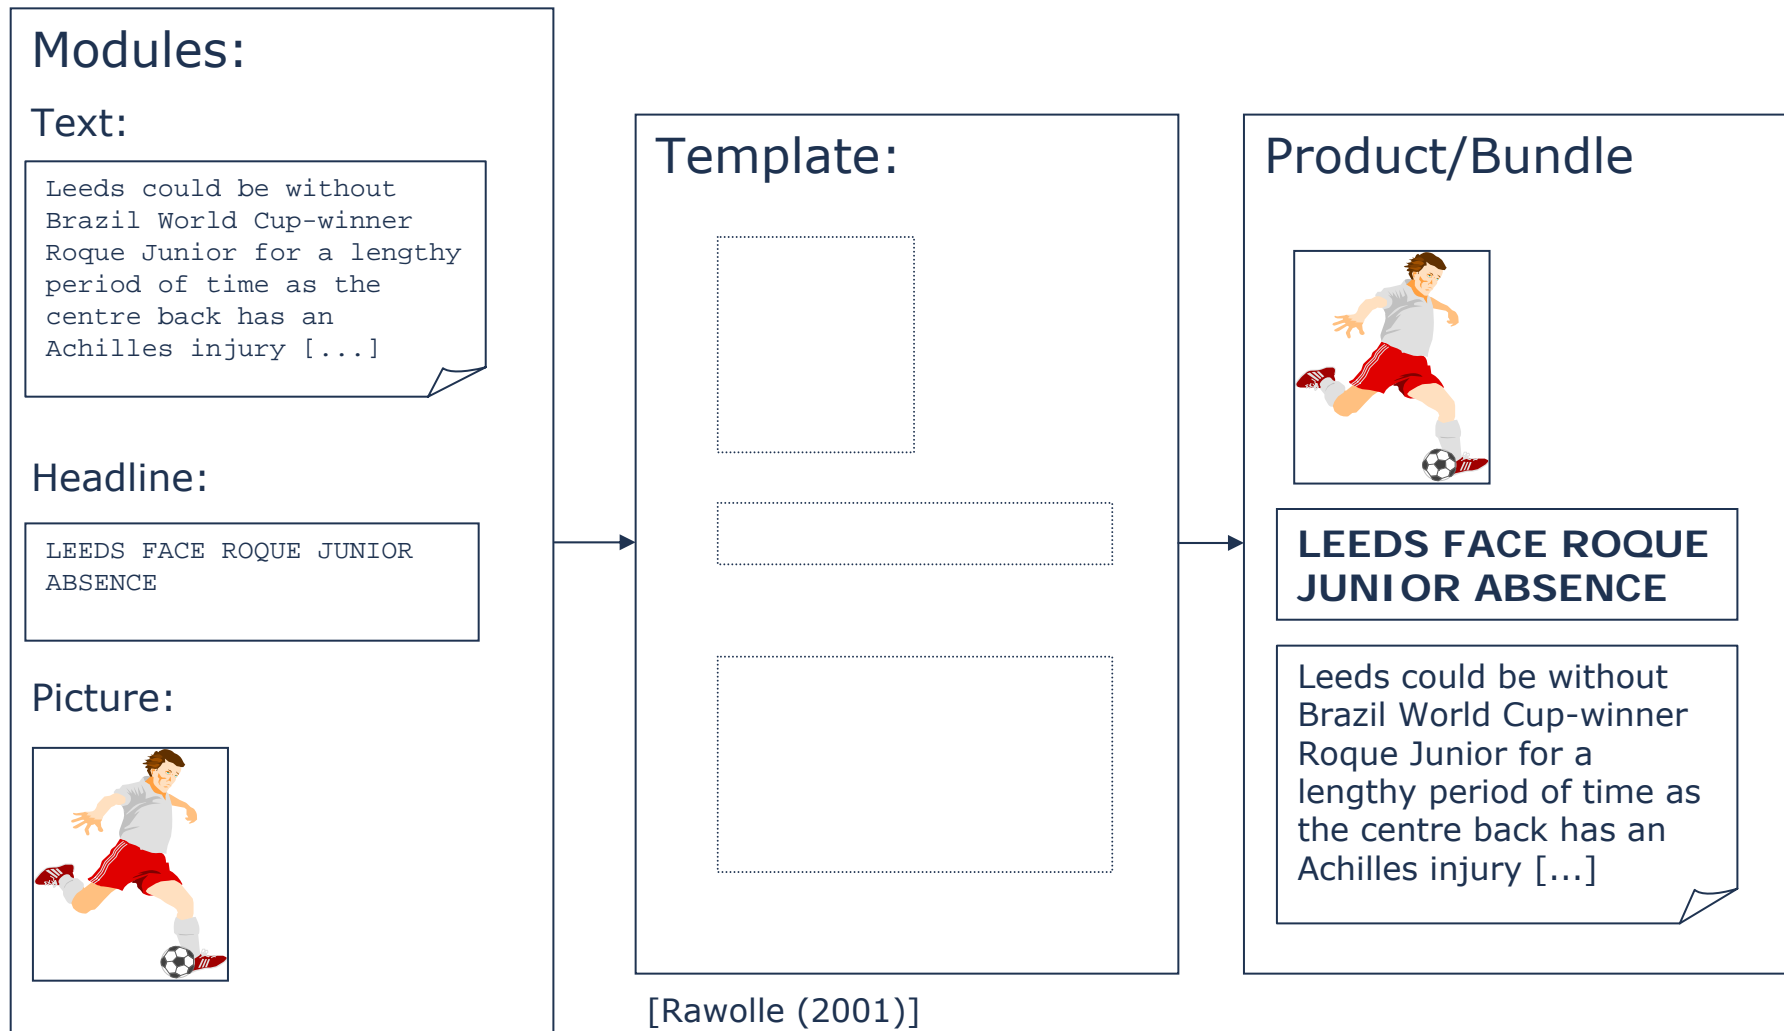 Modules:
Text:
Leeds could be without
Brazil World Cup-winner
Roque Junior for a lengthy
period of time as the
centre back has an
Achilles injury [...]
Headline:
LEEDS FACE ROQUE JUNIOR
ABSENCE
Picture:
Template:
[Rawolle (2001)]
Product/Bundle
LEEDS FACE ROQUE
JUNIOR ABSENCE
Leeds could be without
Brazil World Cup-winner
Roque Junior for a
lengthy period of time as
the centre back has an
Achilles injury [...]